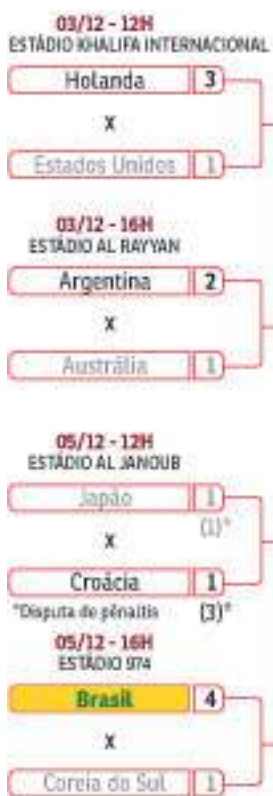 03/12 - 12H
ESTÁDIO KHALIFA INTERNACIONAL
Holanda 3
X
Estados Unidos 1
03/12 - 16H
ESTÁDIO AL RAYYAN
Argentina 2
X
Austrália 1
05/12 - 12H
ESTÁDIO AL JANOUB
Japão 1
(1)*
X
Croácia 1
*Disputa de pênaltis (3)*
05/12 - 16H
ESTÁDIO 974
Brasil 4
X
Coreia do Sul 1